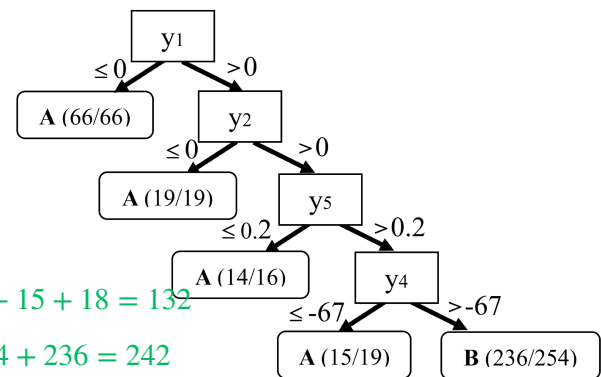 y1
≤ 0 >0
A (66/66)
y2
≤ 0 >0
A (19/19)
y5
≤ 0.2 >0.2
A (14/16)
y4
- 15 + 18 = 132
≤ -67 >-67
4 + 236 = 242
A (15/19) B (236/254)